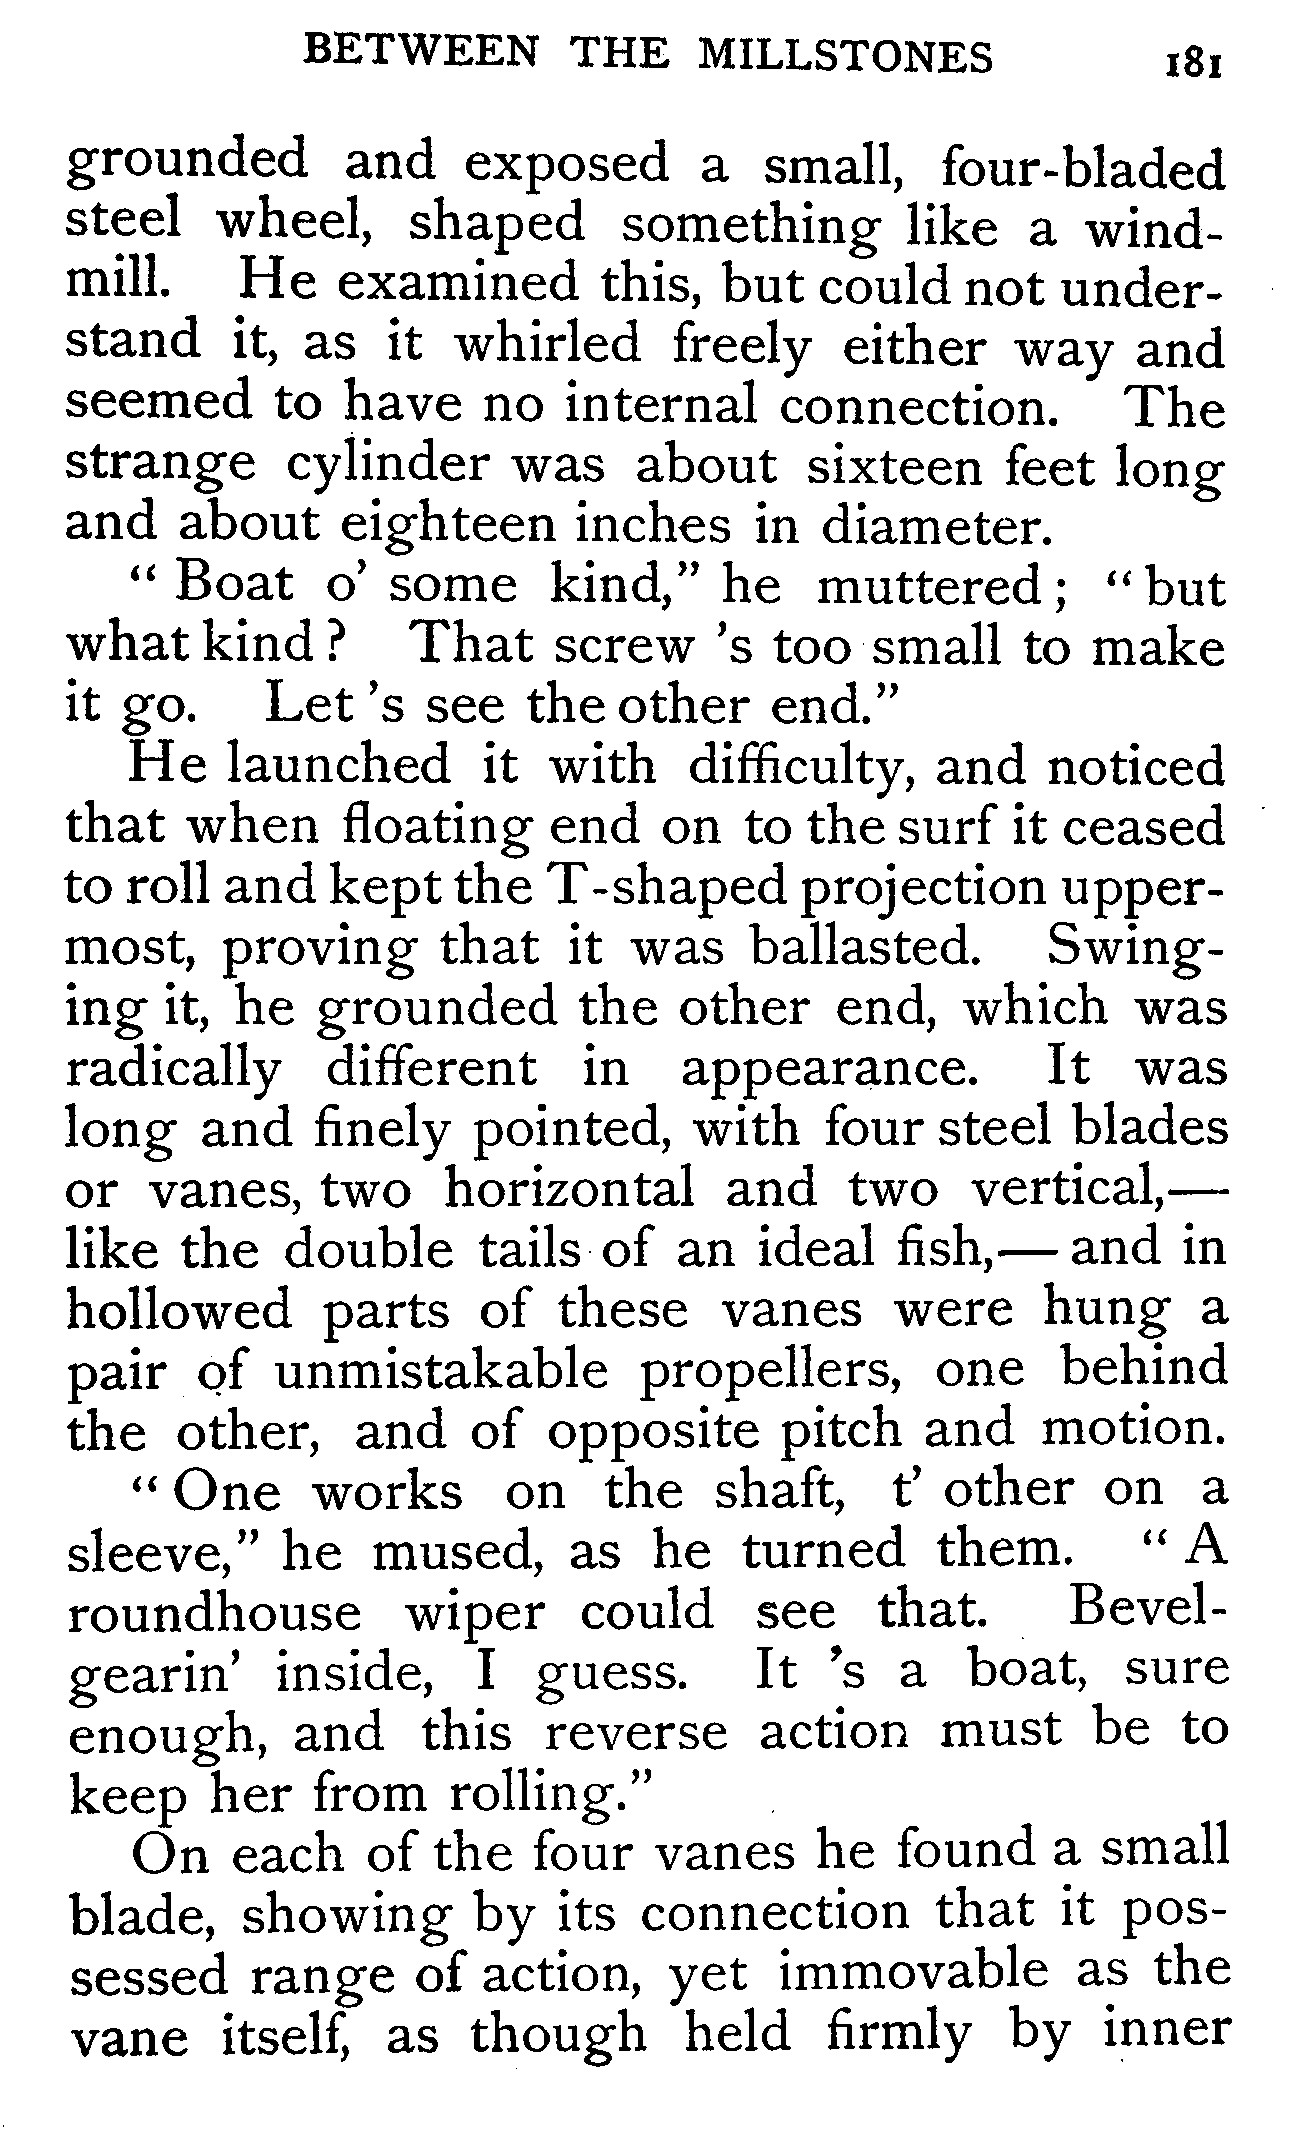 BETWEEN THE MILLSTONES 181
grounded and exposed a small, four-bladed
steel wheel, shaped something like a wind-
mill. He examined this, but could not under-
stand it, as it whirled freely either way and
seemed to have no internal connection. The
strange cylinder was about sixteen feet long
and about eighteen inches in diameter.
“ Boat o’ some kind,” he muttered ; “ but
what kind ? That screw ’s too small to make
it go. Let ’s see the other end.”
He launched it with difficulty, and noticed
that when floating end on to the surf it ceased
to roll and kept the T-shaped projection upper-
most, proving that it was ballasted. Swing-
ing it, he grounded the other end, which was
radically different in appearance. It was
long and finely pointed, with four steel blades
or vanes, two horizontal and two vertical,—
like the double tails of an ideal fish,— and in
hollowed parts of these vanes were hung a
pair of unmistakable propellers, one behind
the other, and of opposite pitch and motion.
“ One works on the shaft, t’ other on a
sleeve,” he mused, as he turned them. “ A
roundhouse wiper could see that. Bevel-
gearin’ inside, I guess. It ’s a boat, sure
enough, and this reverse action must be to
keep her from rolling.”
On each of the four vanes he found a small
blade, showing by its connection that it pos-
sessed range of action, yet immovable as the
vane itself, as though held firmly by inner